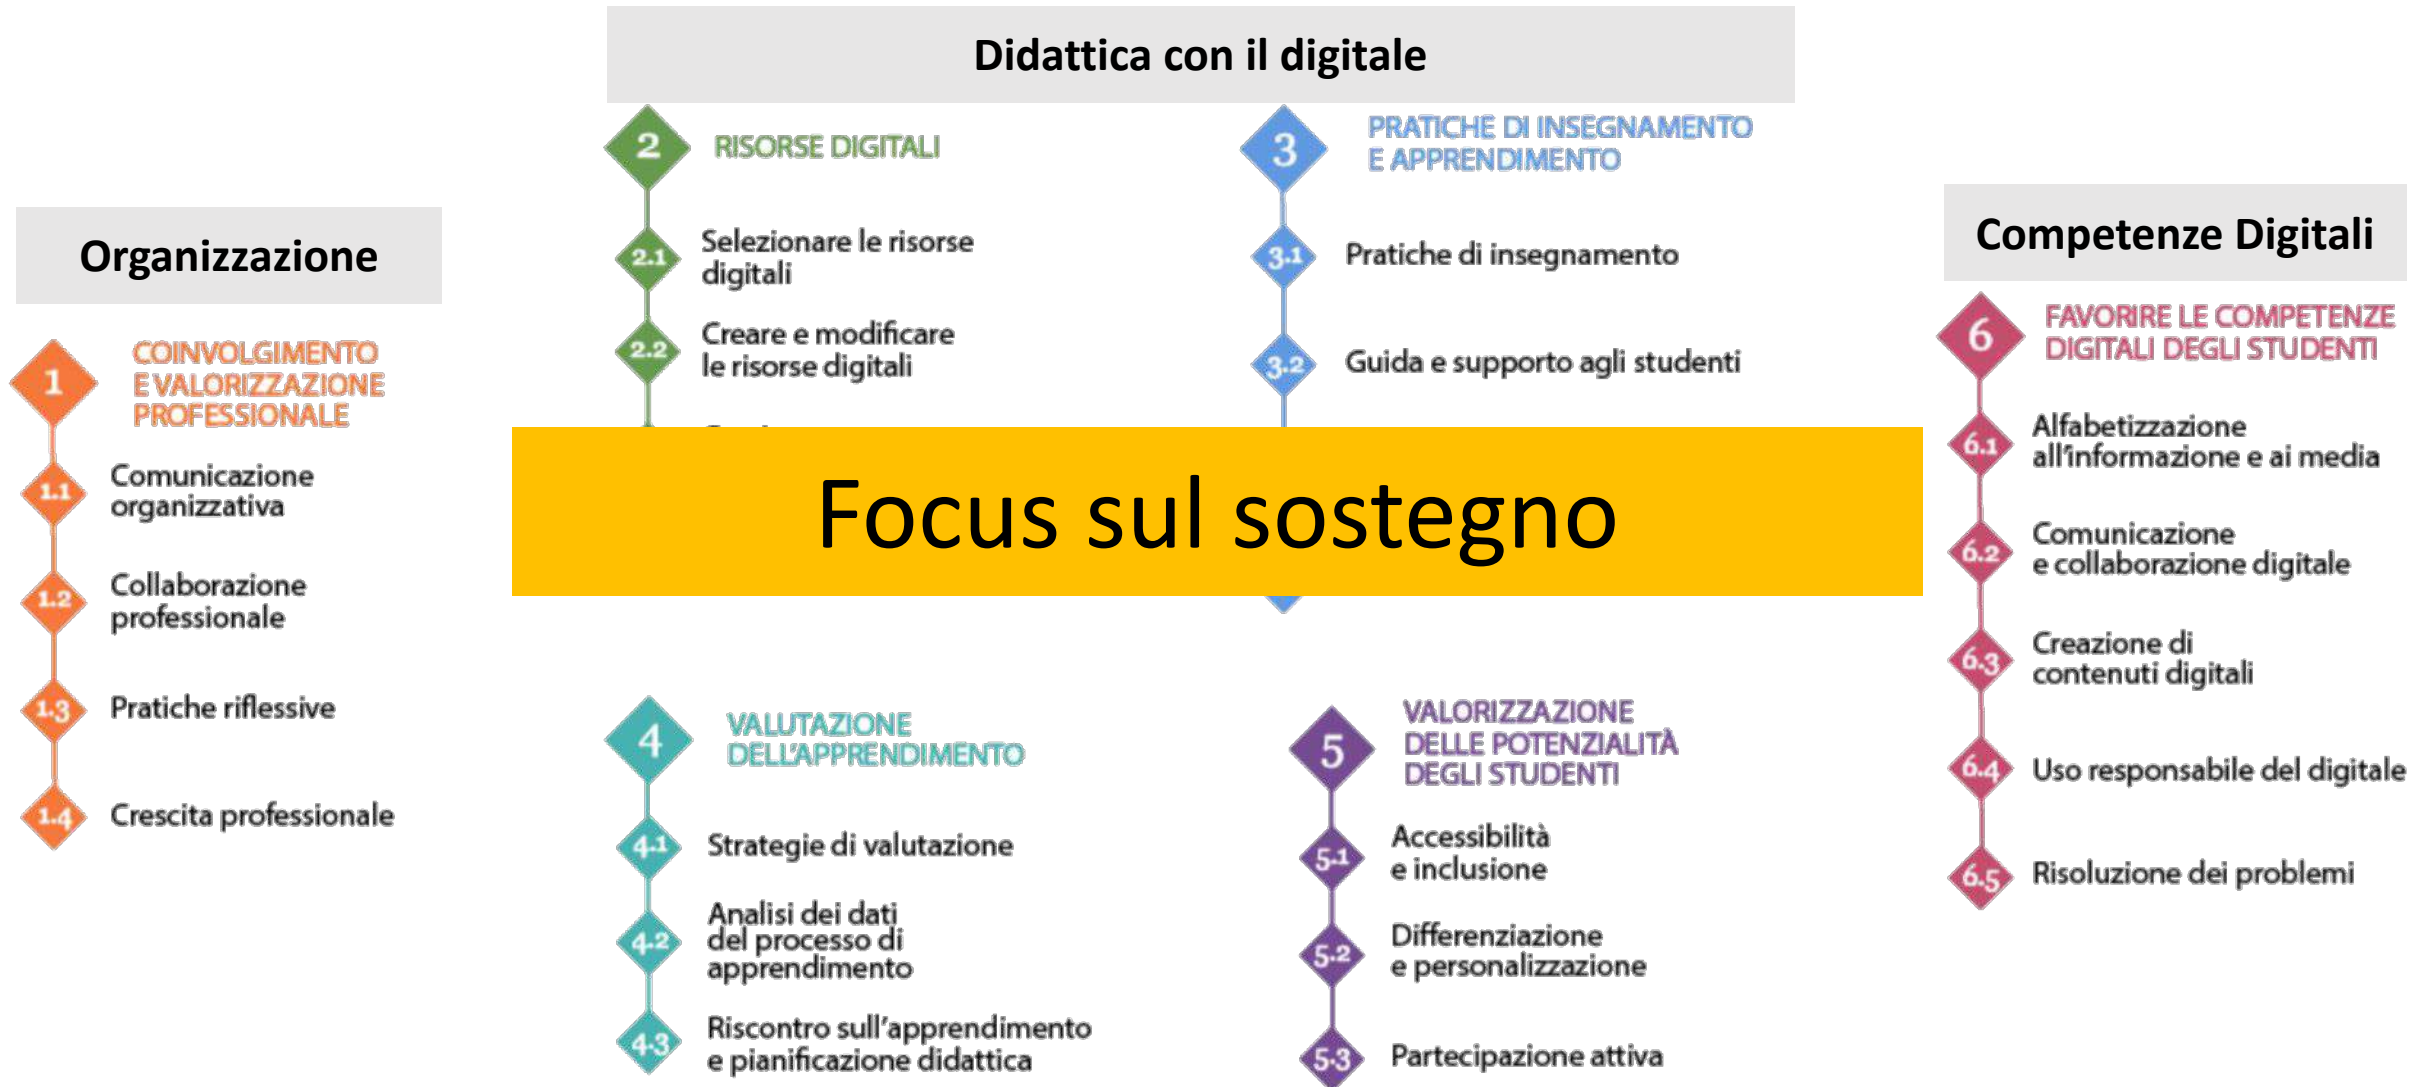 Didattica con il digitale
Organizzazione
1
COINVOLGIMENTO
E VALORIZZAZIONE
PROFESSIONALE
1.1
Comunicazione
organizzativa
1.2
Collaborazione
professionale
1.3
Pratiche riflessive
1.4
Crescita professionale
2
RISORSE DIGITALI
2.1
Selezionare le risorse
digitali
2.2
Creare e modificare
le risorse digitali
3
PRATICHE DI INSEGNAMENTO
E APPRENDIMENTO
3.1
Pratiche di insegnamento
3.2
Guida e supporto agli studenti
Focus sul sostegno
4
VALUTAZIONE
DELL'APPRENDIMENTO
4.1
Strategie di valutazione
4.2
Analisi dei dati
del processo di
apprendimento
4.3
Riscontro sull'apprendimento
e pianificazione didattica
5
VALORIZZAZIONE
DELLE POTENZIALITÀ
DEGLI STUDENTI
5.1
Accessibilità
e inclusione
5.2
Differenziazione
e personalizzazione
5.3
Partecipazione attiva
Competenze Digitali
6
FAVORIRE LE COMPETENZE
DIGITALI DEGLI STUDENTI
6.1
Alfabetizzazione
all'informazione e ai media
6.2
Comunicazione
e collaborazione digitale
6.3
Creazione di
contenuti digitali
6.4
Uso responsabile del digitale
6.5
Risoluzione dei problemi